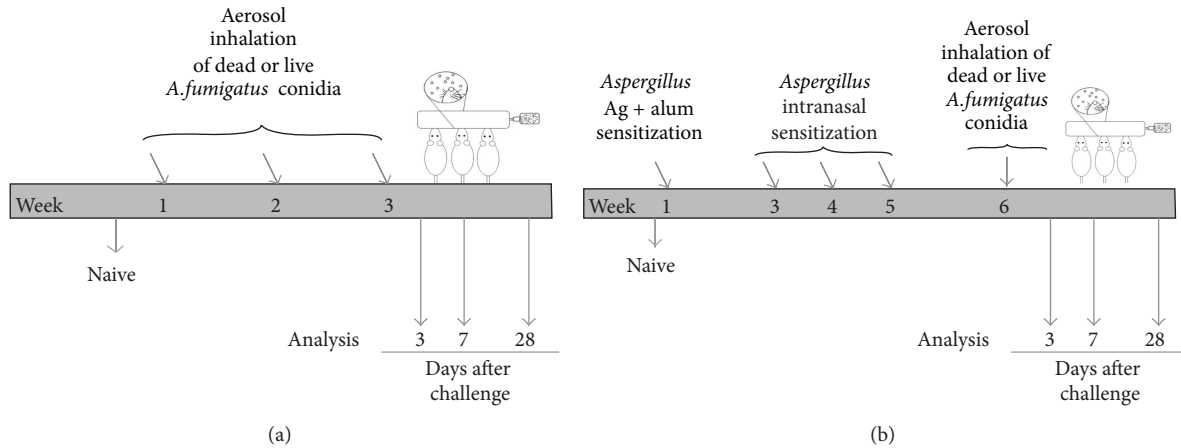 Aerosol
inhalation
of dead or live
A.fumigatus conidia
Week 1 2 3
Naive
Analysis 3 7 28
Days after
challenge
(a)
Aspergillus
Ag + alum
sensitization
Aspergillus
intranasal
sensitization
Aerosol
inhalation of
dead or live
A.fumigatus
conidia
Week 1 3 4 5 6
Naive
Analysis 3 7 28
Days after
challenge
(b)